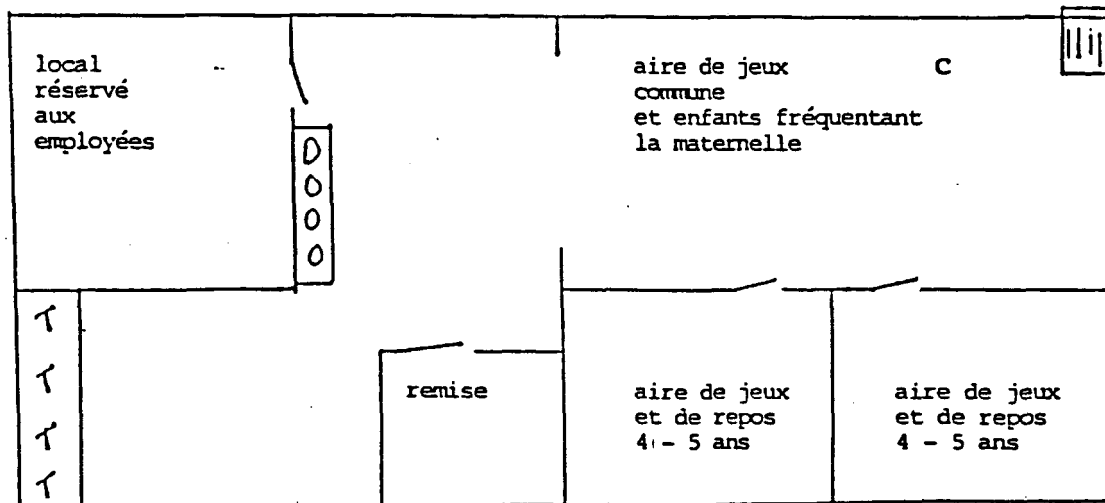 local
réservé
aux
employées
aire de jeux
commune
et enfants fréquentant
la maternelle
C
remise
aire de jeux
et de repos
4 - 5 ans
aire de jeux
et de repos
4 - 5 ans